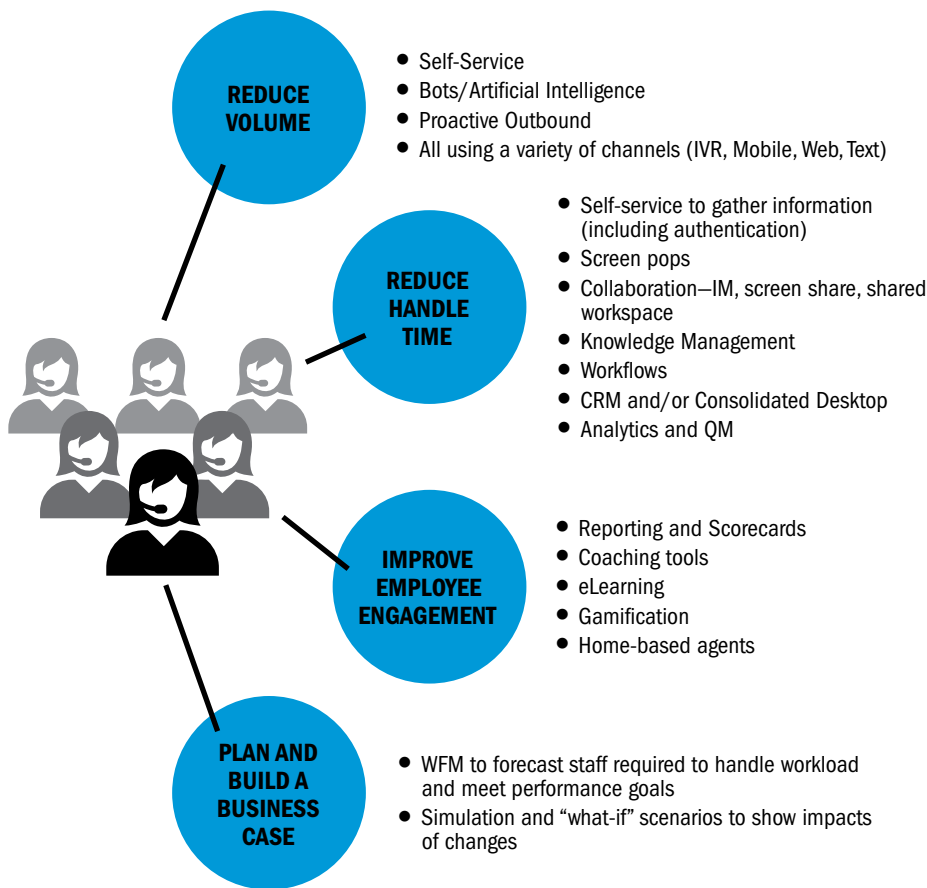 REDUCE
VOLUME
• Self-Service
• Bots/Artificial Intelligence
• Proactive Outbound
• All using a variety of channels (IVR, Mobile, Web, Text)
REDUCE
HANDLE
TIME
• Self-service to gather information
(including authentication)
• Screen pops
• Collaboration—IM, screen share, shared
workspace
• Knowledge Management
• Workflows
• CRM and/or Consolidated Desktop
• Analytics and QM
IMPROVE
EMPLOYEE
ENGAGEMENT
• Reporting and Scorecards
• Coaching tools
• eLearning
• Gamification
• Home-based agents
PLAN AND
BUILD A
BUSINESS
CASE
• WFM to forecast staff required to handle workload
and meet performance goals
• Simulation and “what-if” scenarios to show impacts
of changes